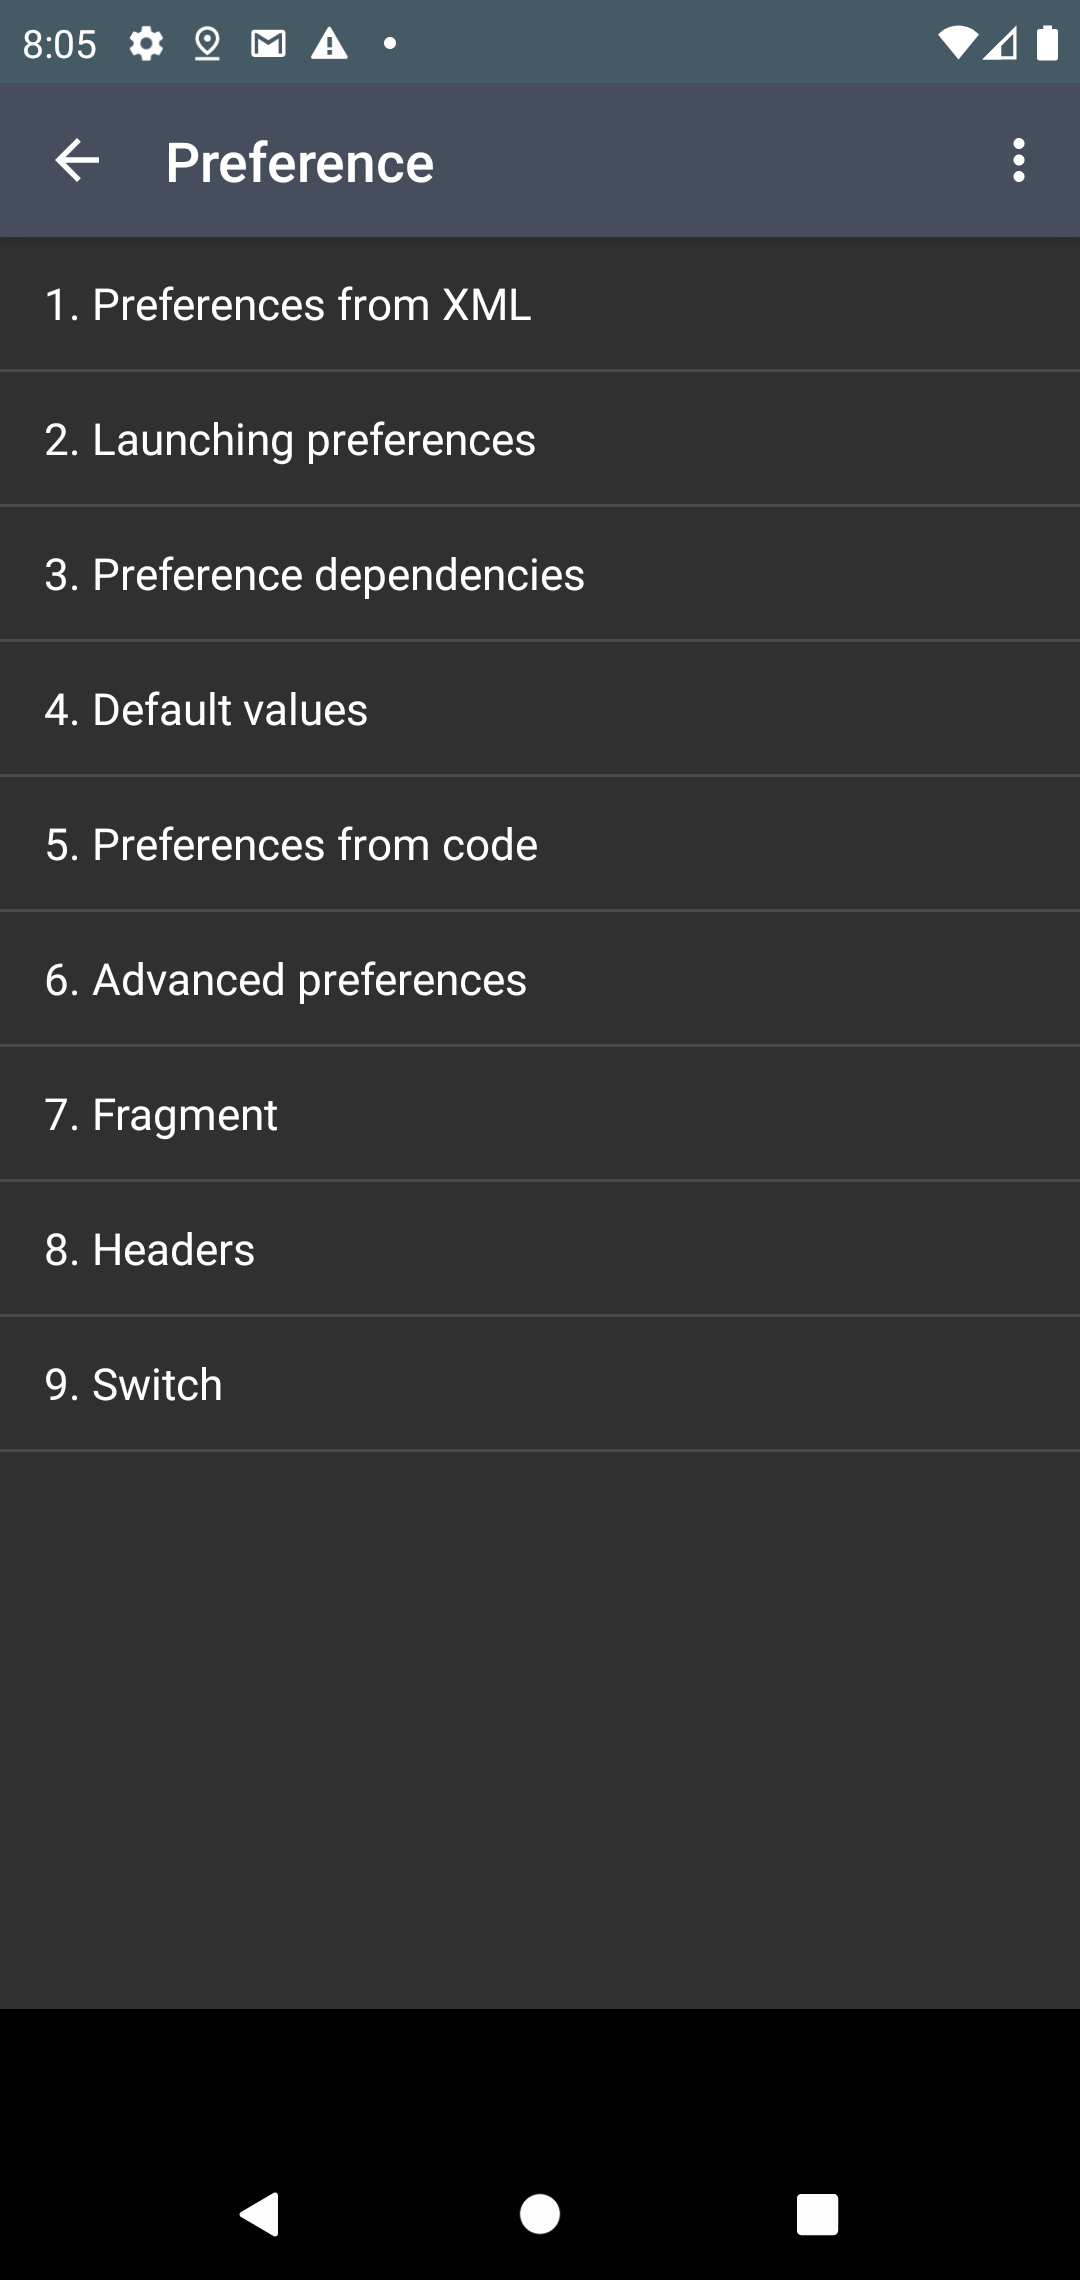 8:05
Preference
1. Preferences from XML
2. Launching preferences
3. Preference dependencies
4. Default values
5. Preferences from code
6. Advanced preferences
7. Fragment
8. Headers
9. Switch